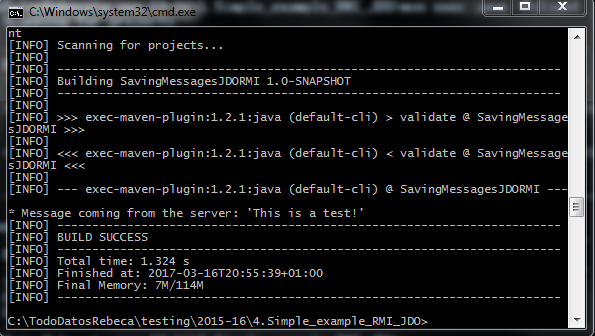 C:\Windows\system32\cmd.exe
nt
[INFO] Scanning for projects...
[INFO]
[INFO] ------------------------------------------------------------------------
[INFO] Building SavingMessagesJDORMI 1.0-SNAPSHOT
[INFO] ------------------------------------------------------------------------
[INFO]
[INFO] >>> exec-maven-plugin:1.2.1:java (default-cli) > validate @ SavingMessage
sJDORMI >>>
[INFO]
[INFO] <<< exec-maven-plugin:1.2.1:java (default-cli) < validate @ SavingMessage
sJDORMI <<<
[INFO]
[INFO] --- exec-maven-plugin:1.2.1:java (default-cli) @ SavingMessagesJDORMI ---

* Message coming from the server: 'This is a test!'
[INFO] ------------------------------------------------------------------------
[INFO] BUILD SUCCESS
[INFO] ------------------------------------------------------------------------
[INFO] Total time: 1.324 s
[INFO] Finished at: 2017-03-16T20:55:39+01:00
[INFO] Final Memory: 7M/114M
[INFO] ------------------------------------------------------------------------
C:\TodoDatosRebeca\testing\2015-16\4.Simple_example_RMI_JDO>